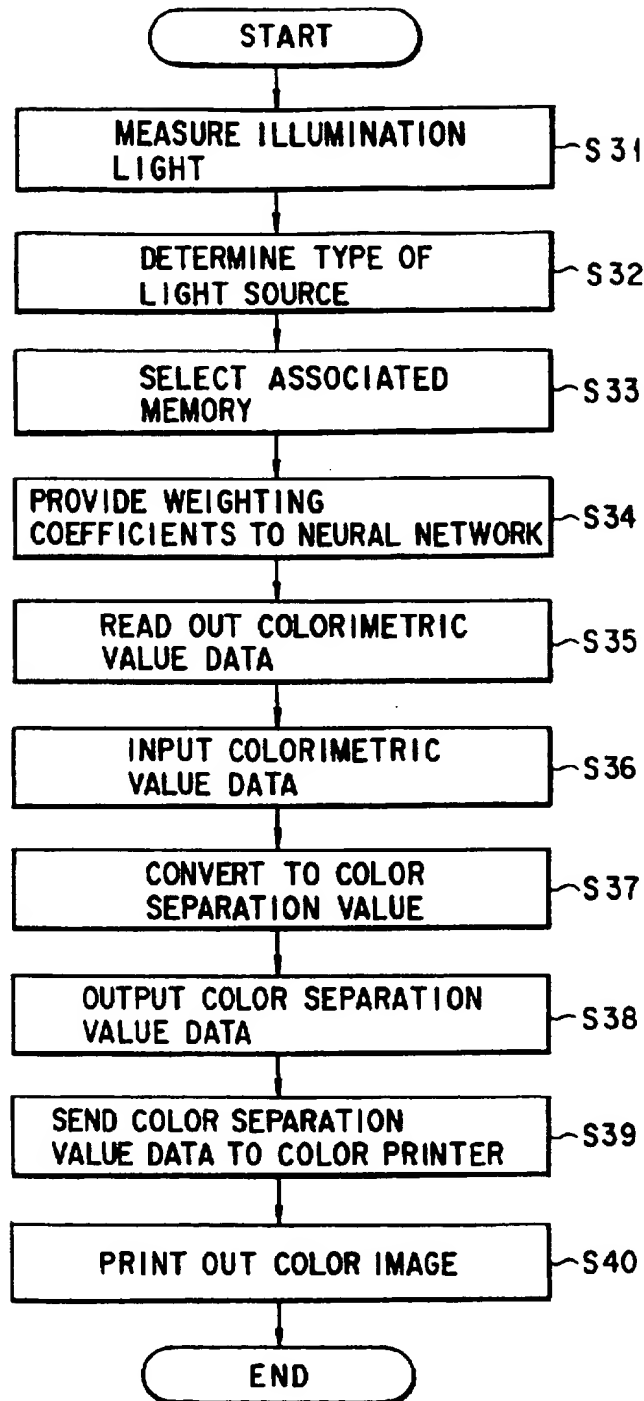 START
MEASURE ILLUMINATION
LIGHT
S31
DETERMINE TYPE OF
LIGHT SOURCE
S32
SELECT ASSOCIATED
MEMORY
S33
PROVIDE WEIGHTING
COEFFICIENTS TO NEURAL NETWORK
S34
READ OUT COLORIMETRIC
VALUE DATA
S35
INPUT COLORIMETRIC
VALUE DATA
S36
CONVERT TO COLOR
SEPARATION VALUE
S37
OUTPUT COLOR SEPARATION
VALUE DATA
S38
SEND COLOR SEPARATION
VALUE DATA TO COLOR PRINTER
S39
PRINT OUT COLOR IMAGE
S40
END